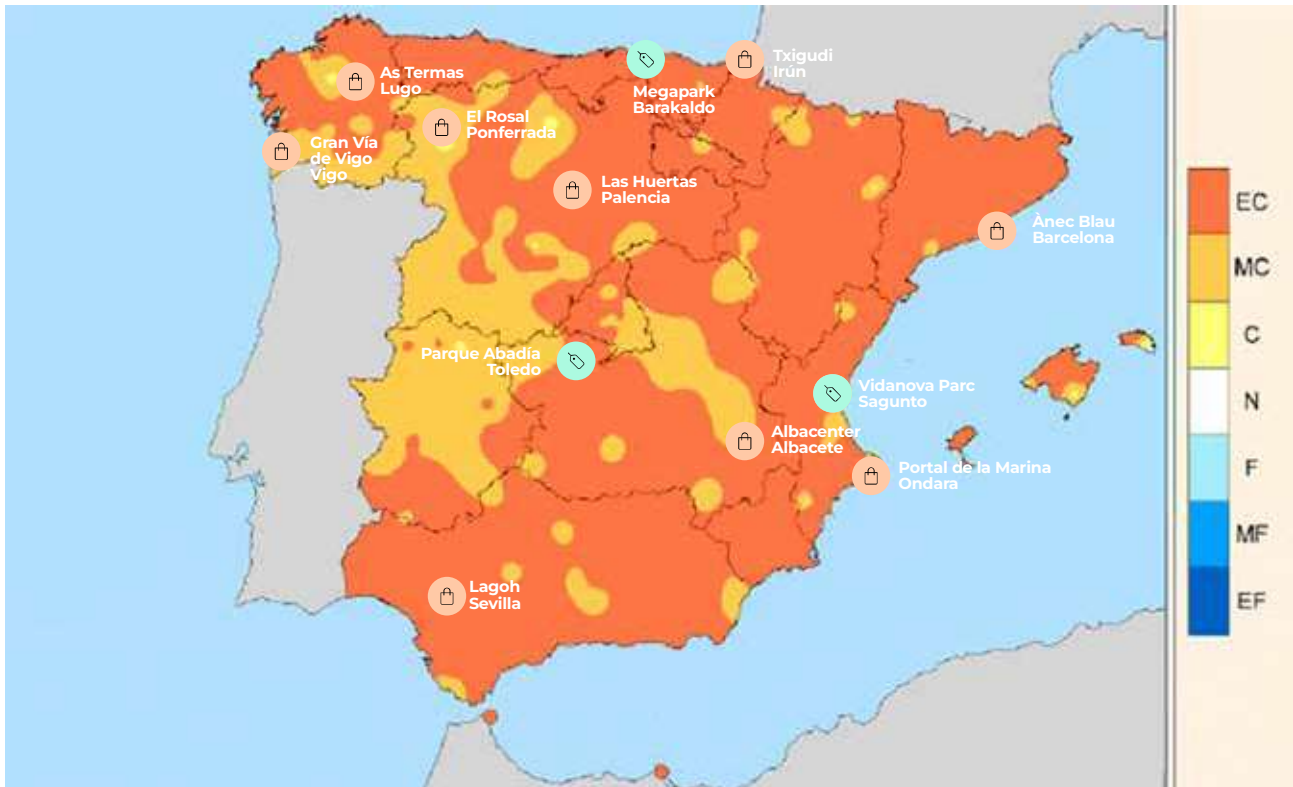 As Termas
Lugo
Megapark
Barakaldo
Txigudi
Irún
El Rosal
Ponferrada
Gran Vía
de Vigo
Vigo
Las Huertas
Palencia
Ànec Blau
Barcelona
Parque Abadía
Toledo
Vidanova Parc
Sagunto
Albacenter
Albacete
Portal de la Marina
Ondara
Lagoh
Sevilla
EC
MC
C
N
F
MF
EF